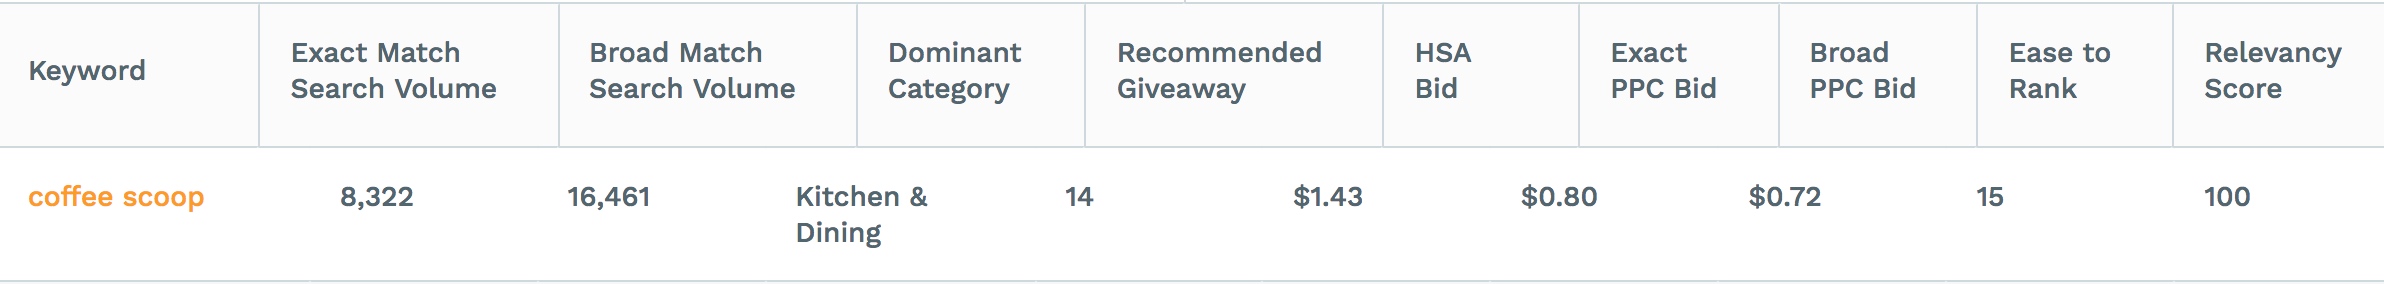 Keyword
Exact Match
Search Volume
Broad Match
Search Volume
Dominant
Category
Recommended
Giveaway
HSA
Bid
Exact
PPC Bid
Broad
PPC Bid
Ease to
Rank
Relevancy
Score
coffee scoop
8,322
16,461
Kitchen &
Dining
14
$1.43
$0.80
$0.72
15
100